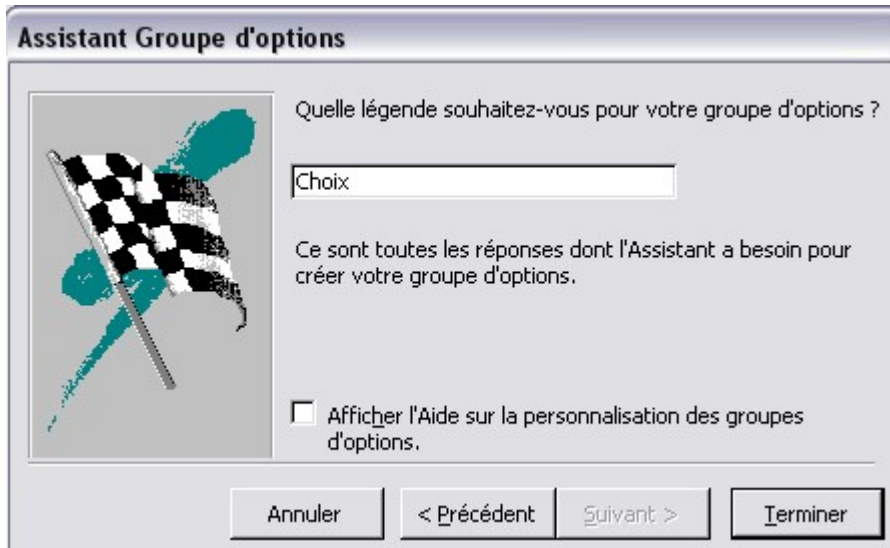 Assistant Groupe d'options
Quelle légende souhaitez-vous pour votre groupe d'options ?
Choix
Ce sont toutes les réponses dont l'Assistant a besoin pour
créer votre groupe d'options.
Afficher l'Aide sur la personnalisation des groupes
d'options.
Annuler
< Précédent
Suivant >
Terminer